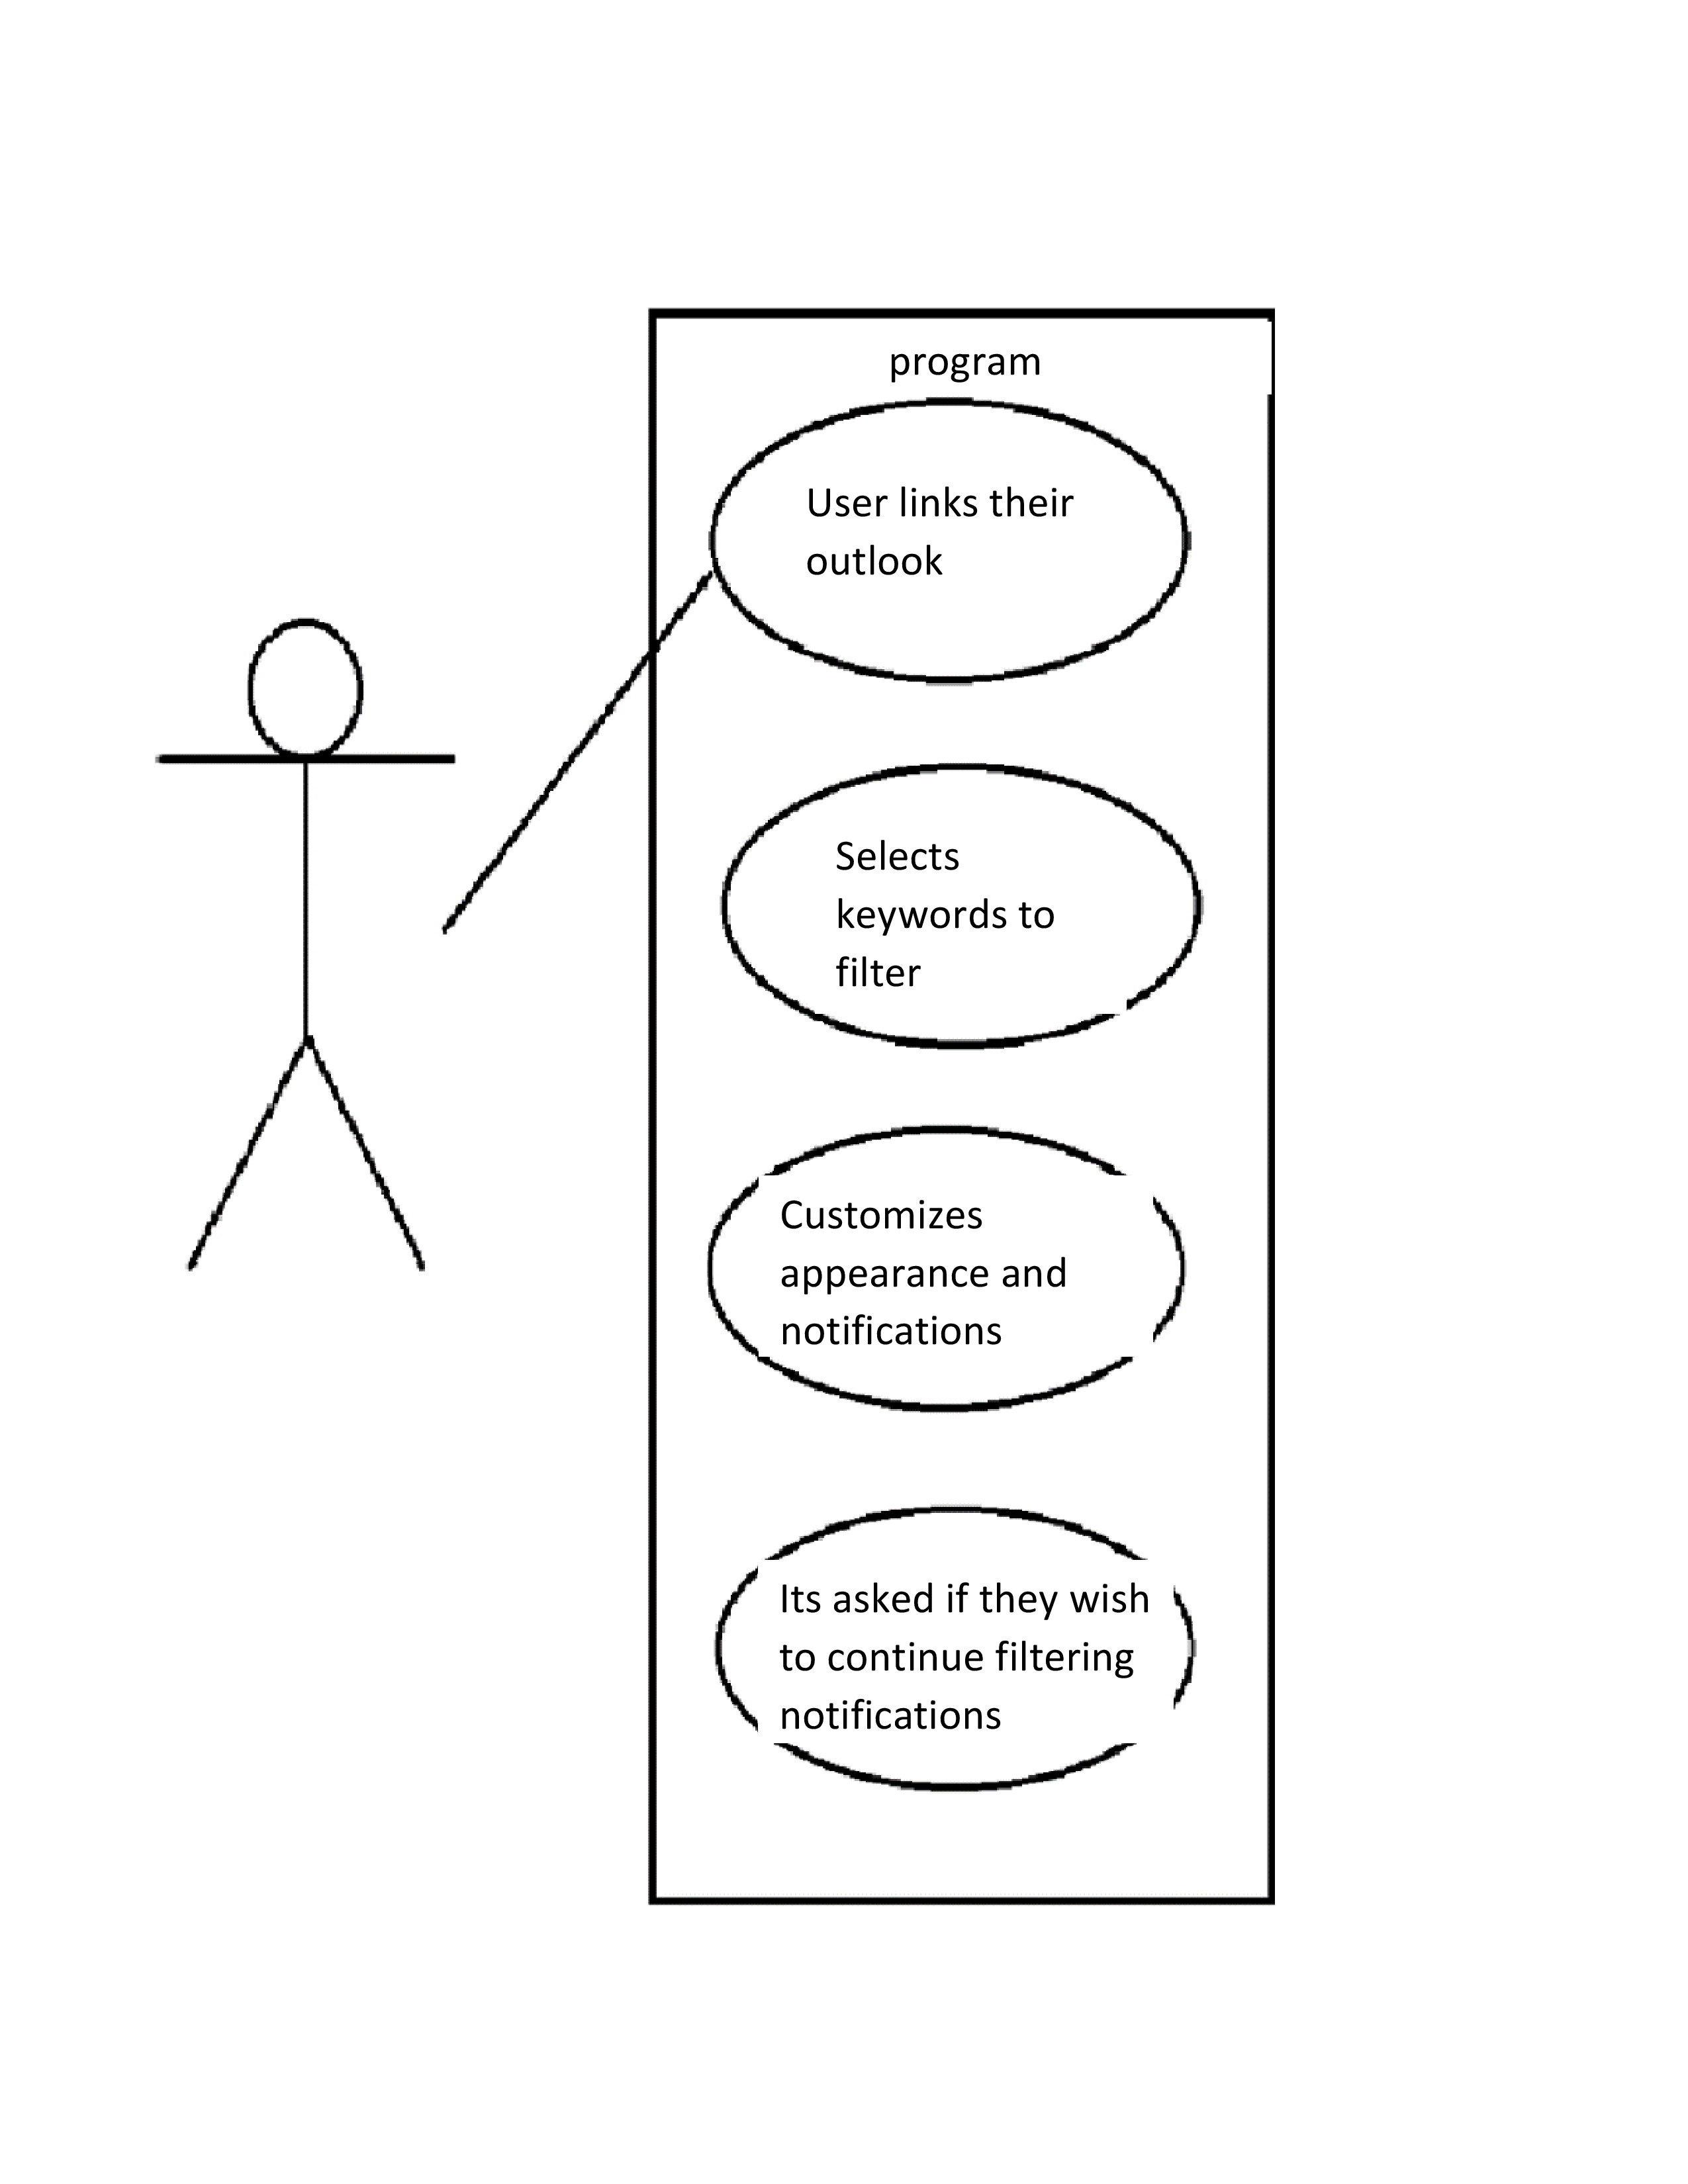 program
User links their
outlook
Selects
keywords to
filter
Customizes
appearance and
notifications
Its asked if they wish
to continue filtering
notifications